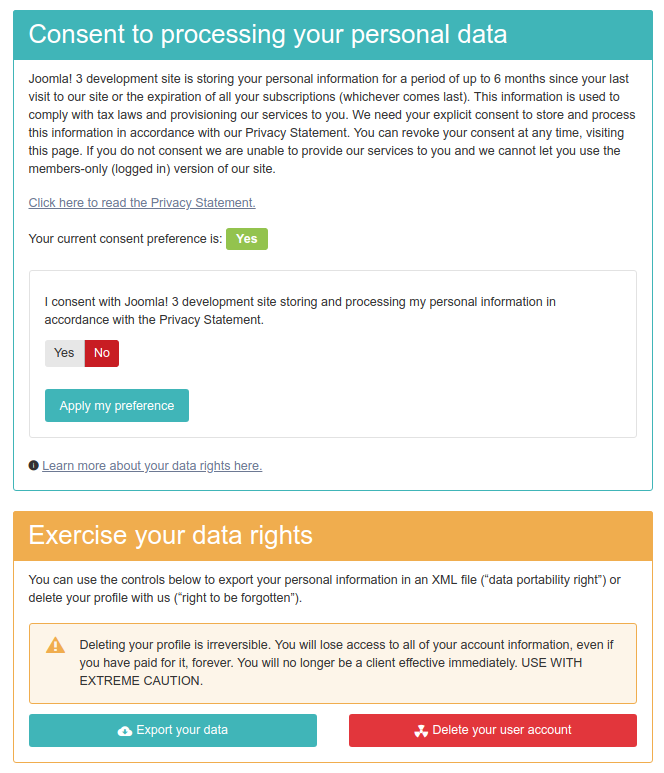 Consent to processing your personal data
Joomla! 3 development site is storing your personal information for a period of up to 6 months since your last
visit to our site or the expiration of all your subscriptions (whichever comes last). This information is used to
comply with tax laws and provisioning our services to you. We need your explicit consent to store and process
this information in accordance with our Privacy Statement. You can revoke your consent at any time, visiting
this page. If you do not consent we are unable to provide our services to you and we cannot let you use the
members-only (logged in) version of our site.
Click here to read the Privacy Statement.
Your current consent preference is: Yes
I consent with Joomla! 3 development site storing and processing my personal information in
accordance with the Privacy Statement.
Yes No
Apply my preference
Learn more about your data rights here.
Exercise your data rights
You can use the controls below to export your personal information in an XML file (“data portability right”) or
delete your profile with us (“right to be forgotten”).
Deleting your profile is irreversible. You will lose access to all of your account information, even if
you have paid for it, forever. You will no longer be a client effective immediately. USE WITH
EXTREME CAUTION.
Export your data Delete your user account